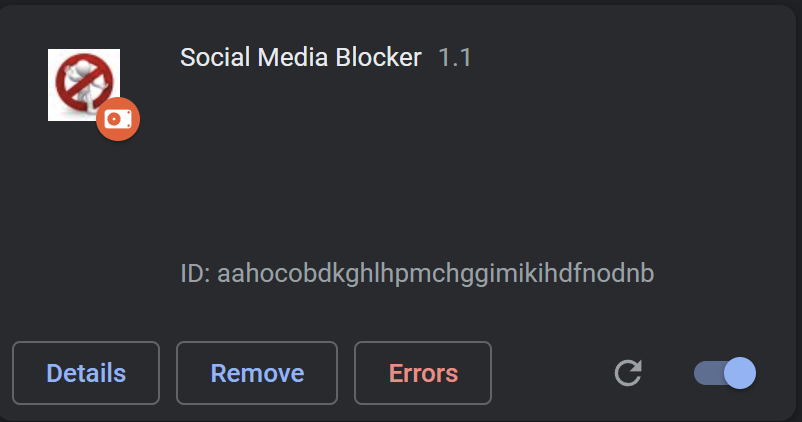 Social Media Blocker 1.1
ID: aahocobdkghlhpmchggimikihdfnodnb
Details Remove Errors